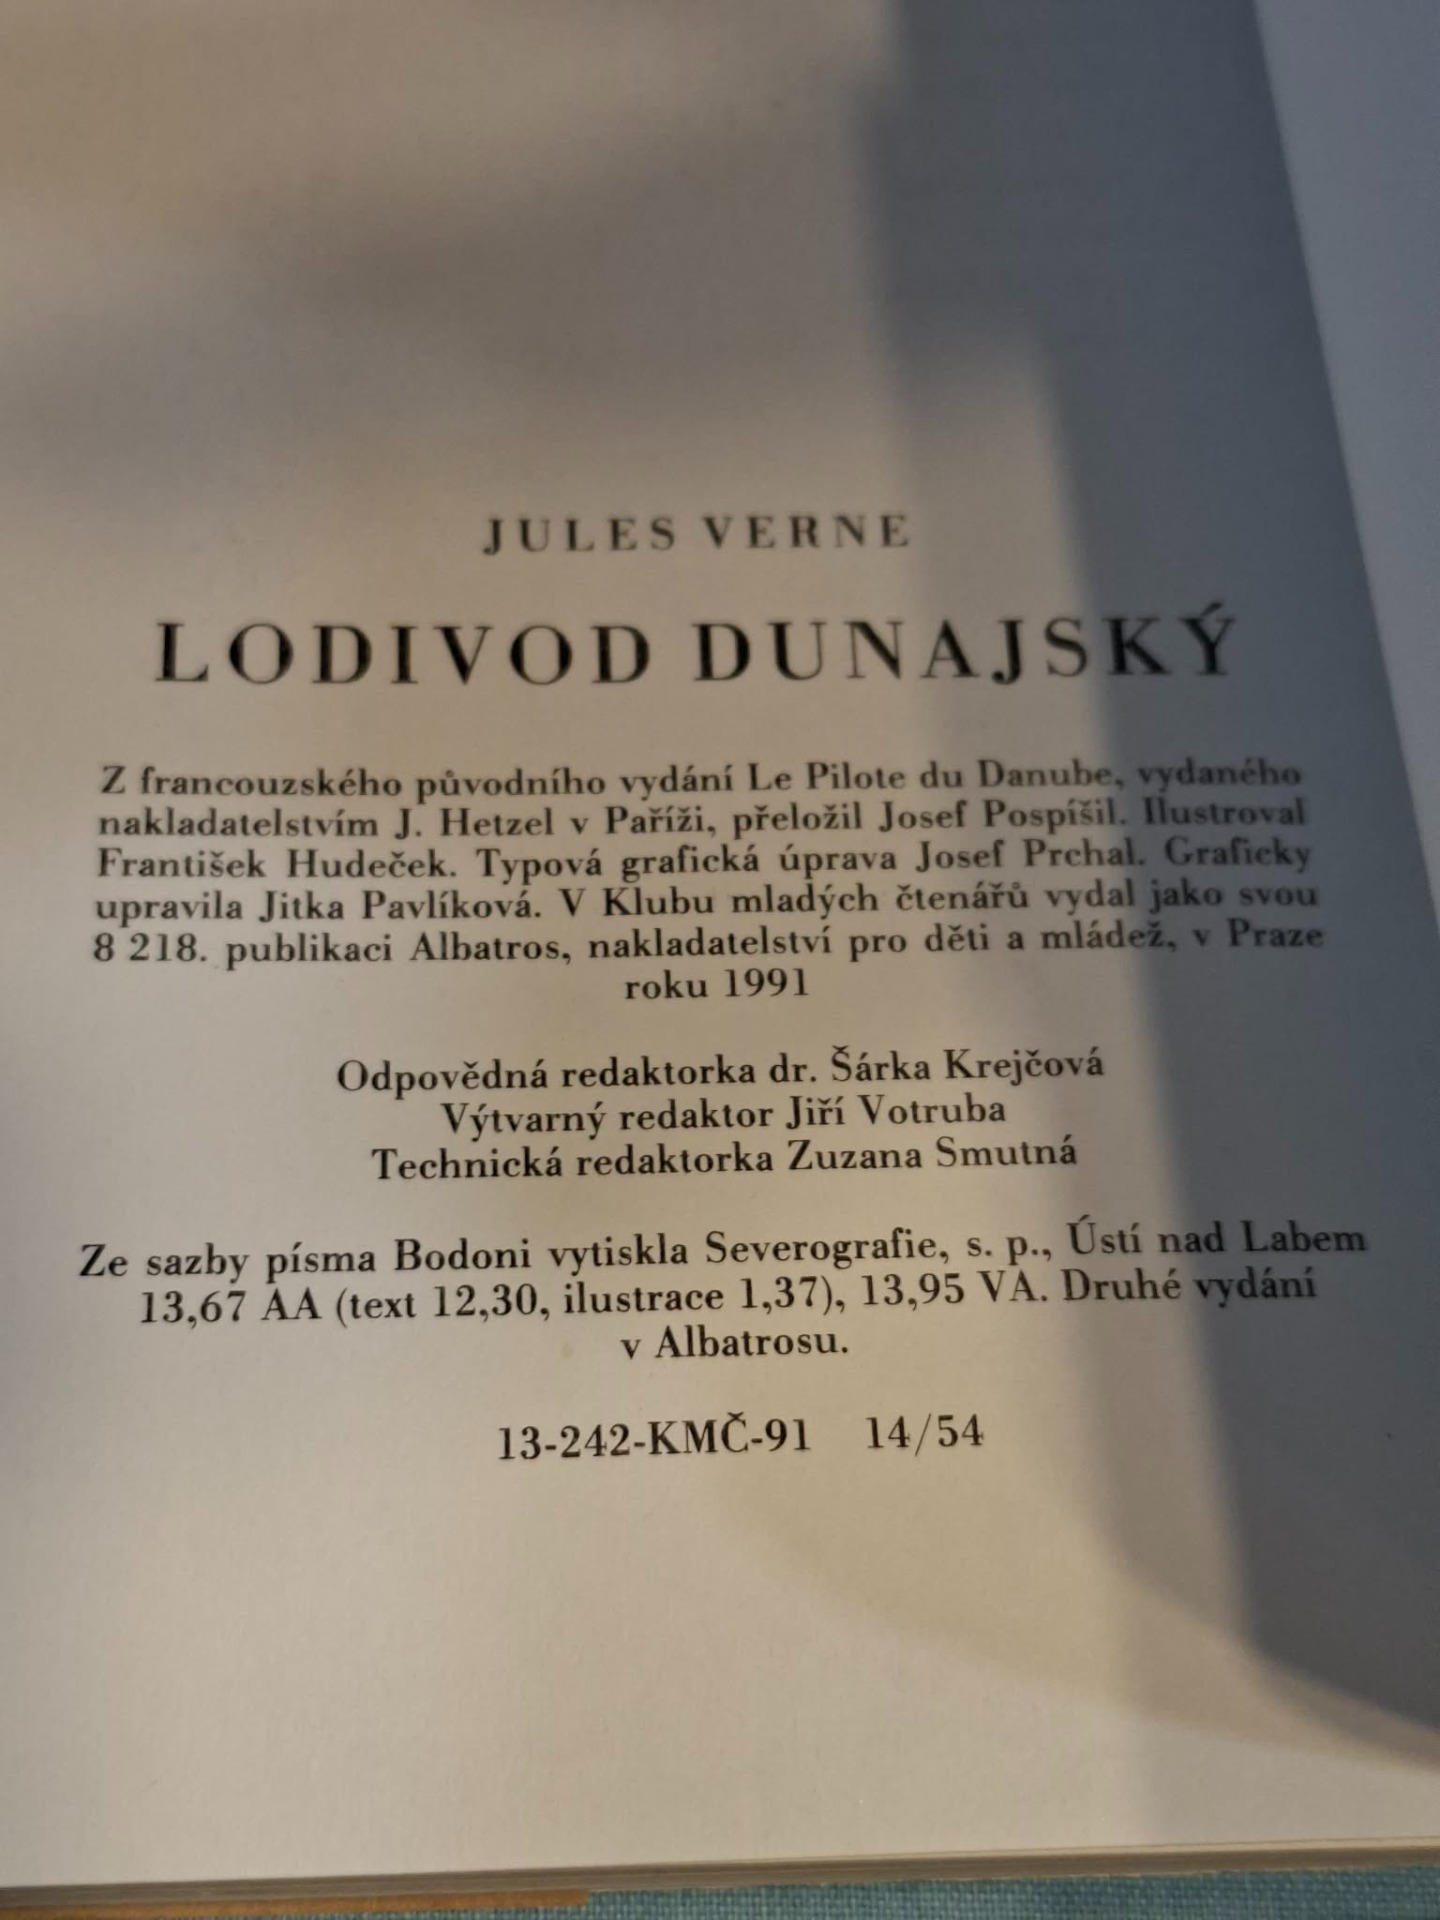 JULES VERNE
LODIVOD DUNAJSKÝ
Z francouzského původního vydání Le Pilote du Danube, vydaného
nakladatelstvím J. Hetzel v Paříži, přeložil Josef Pospíšil. Ilustroval
František Hudeček. Typová grafická úprava Josef Prchal. Graficky
upravila Jitka Pavlíková. V Klubu mladých čtenářů vydal jako svou
8 218. publikaci Albatros, nakladatelství pro děti a mládež, v Praze
roku 1991
Odpovědná redaktorka dr. Šárka Krejčová
Výtvarný redaktor Jiří Votruba
Technická redaktorka Zuzana Smutná
Ze sazby písma Bodoni vytiskla Severografie, s. p., Ústí nad Labem
13,67 AA (text 12,30, ilustrace 1,37), 13,95 VA. Druhé vydání
v Albatrosu.
13-242-KMČ-91 14/54